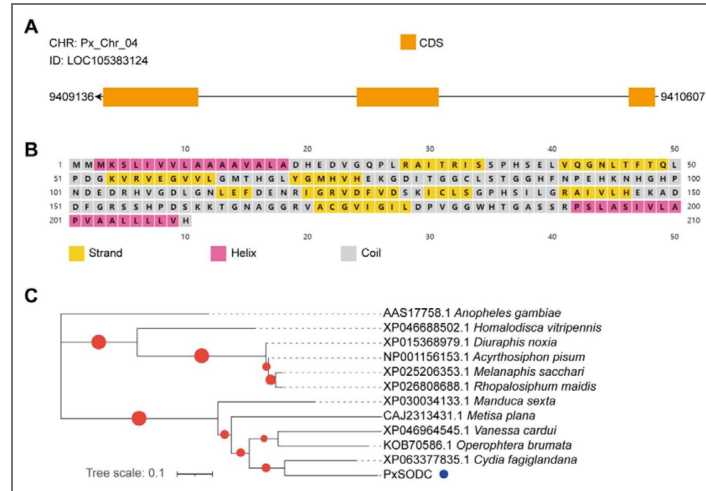 A
CHR: Px_Chr_04
CDS
ID: LOC105383124
9409136
9410607
B
1 M M M K S L I V V L A A A A V A L A D H E D V G Q P L R A I T R I S S P H S E L V Q G N L T F T Q L 50
51 P D G K V R V E G V V L G M T H G L Y G M H V H E K G D I T G G C L S T G G H F N P E H K N H G H P 100
101 N D E D R H V G D L G N L E F D E N R I G R V D F V D S K I C L S G P H S I L G R A I V L H E K A D 150
151 D F G R S S H P D S K K T G N A G G R V A C G V I G I L D P V G G W H T G A S S R P S L A S I V L A 200
201 P V A A L L L L V H 210
10 20 30 40 50
Strand
Helix
Coil
C
AAS17758.1 Anopheles gambiae
XP046688502.1 Homalodisca vitripennis
XP015368979.1 Diuraphis noxia
NP001156153.1 Acyrthosiphon pisum
XP025206353.1 Melanaphis sacchari
XP026808688.1 Rhopalosiphum maidis
XP030034133.1 Manduca sexta
CAJ2313431.1 Metisa plana
XP046964545.1 Vanessa cardui
KOB70586.1 Operophtera brumata
XP063377835.1 Cydia fagiglandana
Tree scale: 0.1
PxSODC